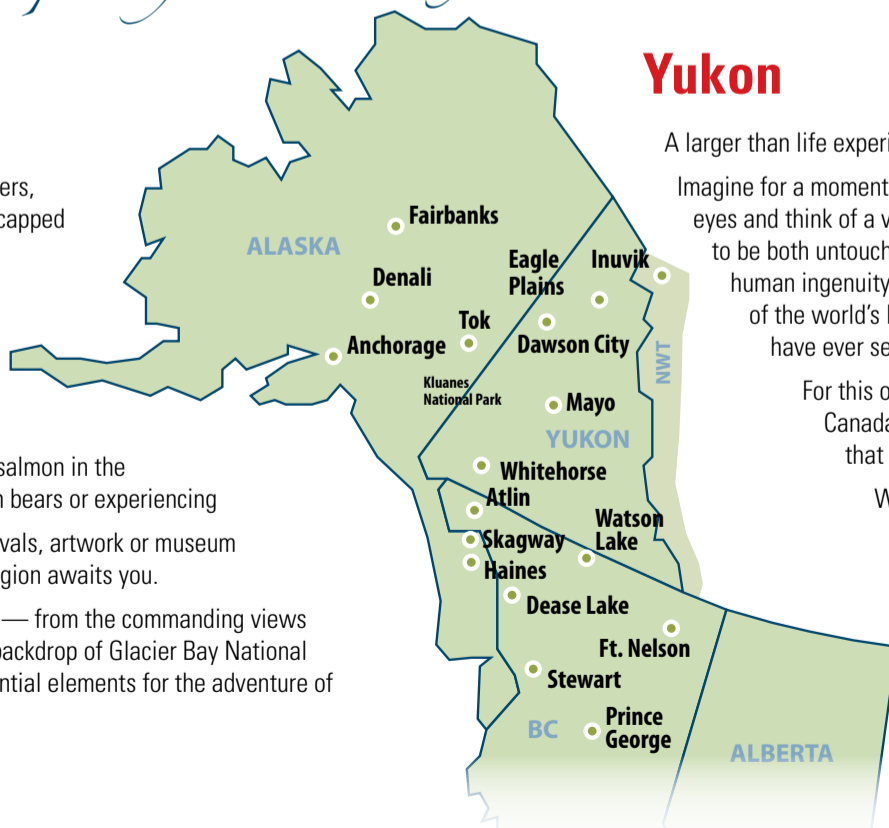 Yukon
A larger than life experi
Imagine for a moment
eyes and think of a v
to be both untouch
human ingenuity
of the world's
have ever se
For this o
Canada
that
W
ers,
capped
salmon in the
bears or experiencing
vals, artwork or museum
gion awaits you.
— from the commanding views
backdrop of Glacier Bay National
ntial elements for the adventure of
ALASKA
Fairbanks
Denali
Tok
Anchorage
Eagle
Plains
Inuvik
Dawson City
NWT
Kluanes
National Park
Mayo
YUKON
Whitehorse
Atlin
Watson
Lake
Skagway
Haines
Dease Lake
Ft. Nelson
Stewart
BC
Prince
George
ALBERTA